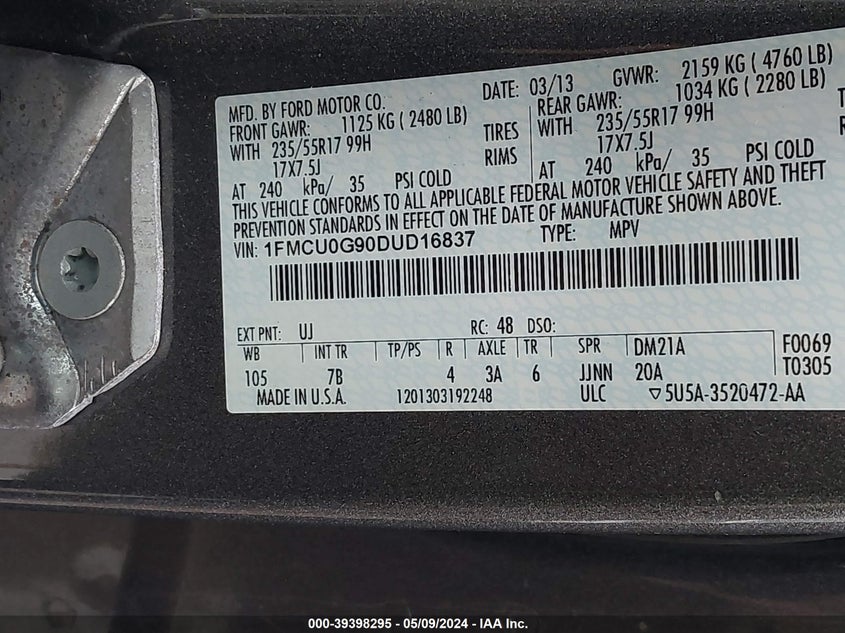 MFD. BY FORD MOTOR CO. DATE: 03/13 GVWR: 2159 KG ( 4760 LB)
FRONT GAWR: 1125 KG ( 2480 LB) REAR GAWR: 1034 KG ( 2280 LB)
WITH 235/55R17 99H TIRES WITH 235/55R17 99H
17X7.5J RIMS 17X7.5J
AT 240 kPa/ 35 PSI COLD AT 240 kPa/ 35 PSI COLD
THIS VEHICLE CONFORMS TO ALL APPLICABLE FEDERAL MOTOR VEHICLE SAFETY AND THEFT
PREVENTION STANDARDS IN EFFECT ON THE DATE OF MANUFACTURE SHOWN ABOVE.
VIN: 1FMCU0G90DUD16837 TYPE: MPV
EXT PNT: UJ RC: 48 DSO:
WB INT TR TP/PS R AXLE TR SPR DM21A F0069
105 7B 4 3A 6 JJNN 20A T0305
MADE IN U.S.A. 1201303192248 ULC ▽5U5A-3520472-AA
000-39398295 - 05/09/2024 - IAA Inc.